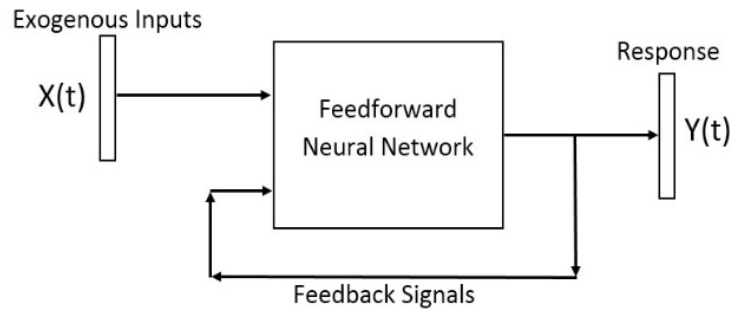 Exogenous Inputs
X(t)
Feedforward
Neural Network
Response
Y(t)
Feedback Signals